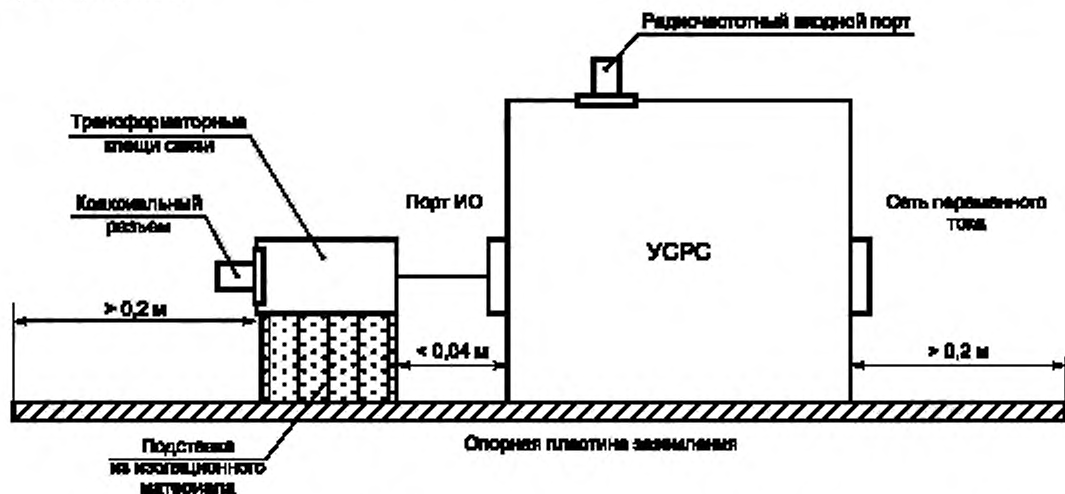 Радиочастотный входной порт
Трансформаторные
клещи связи
Коаксиальный
разъем
Порт ИО
УСРС
Сеть переменного
тока
> 0,2 м
< 0,04 м
> 0,2 м
Опорная пластина заземления
Подставка
из изоляционного
материала